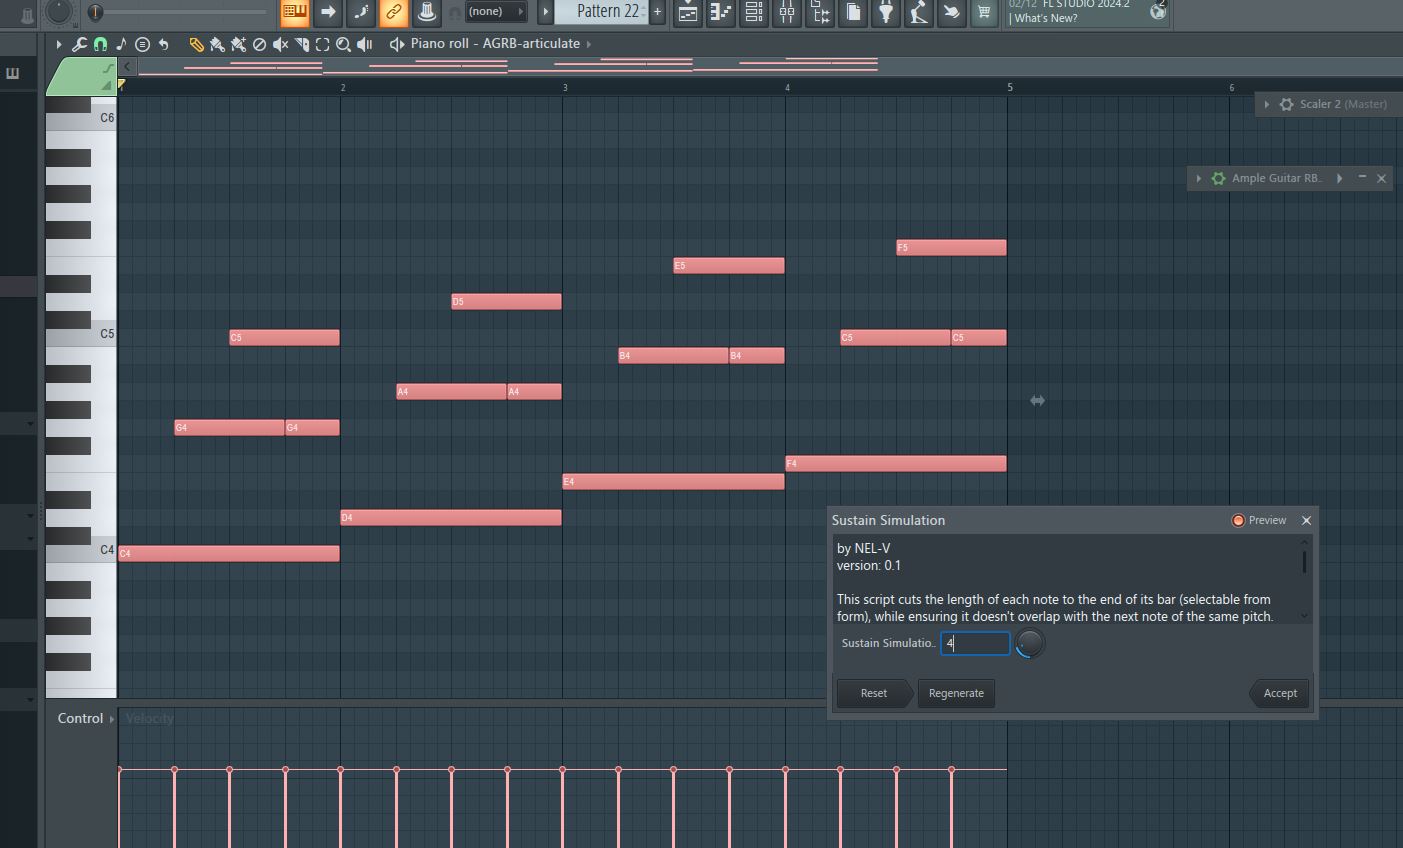 02/12 FL STUDIO 2024.2
| What's New?
2
(none)
Pattern 22
Piano roll - AGRB-articulate
1 2 3 4 5 6
C6
Scaler 2 (Master)
Ample Guitar RB..
F5
E5
D5
C5
C5
C5
C5
B4
B4
A4
A4
G4
G4
F4
E4
D4
C4
C4
Sustain Simulation
Preview
by NEL-V
version: 0.1
This script cuts the length of each note to the end of its bar (selectable from
form), while ensuring it doesn't overlap with the next note of the same pitch.
Sustain Simulatio..
4
Reset
Regenerate
Accept
Control
Velocity